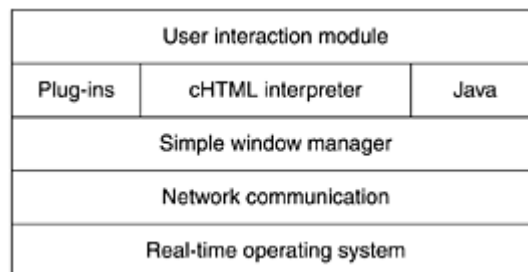 User interaction module
Plug-ins cHTML interpreter Java
Simple window manager
Network communication
Real-time operating system